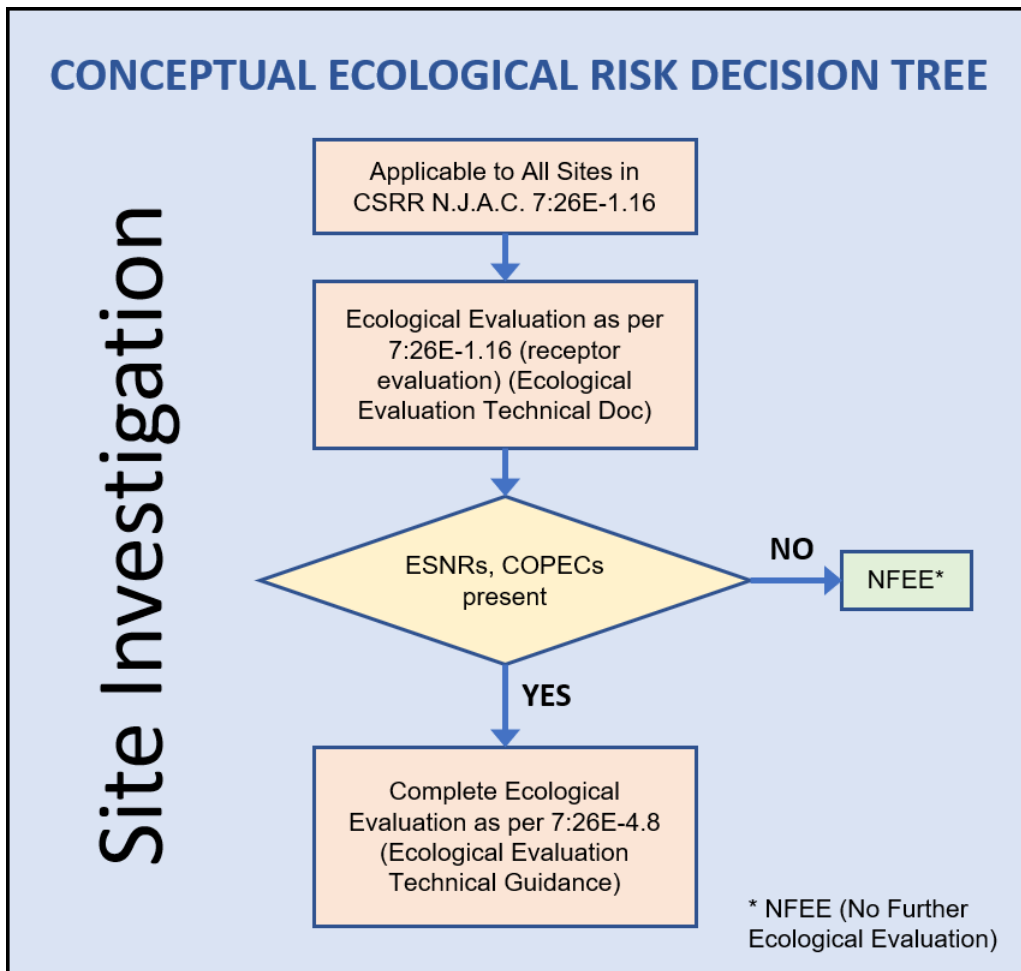 CONCEPTUAL ECOLOGICAL RISK DECISION TREE
Site Investigation
Applicable to All Sites in
CSRR N.J.A.C. 7:26E-1.16
Ecological Evaluation as per
7:26E-1.16 (receptor
evaluation) (Ecological
Evaluation Technical Doc)
ESNRs, COPECs
present
NO
NFEE*
YES
Complete Ecological
Evaluation as per 7:26E-4.8
(Ecological Evaluation
Technical Guidance)
* NFEE (No Further
Ecological Evaluation)